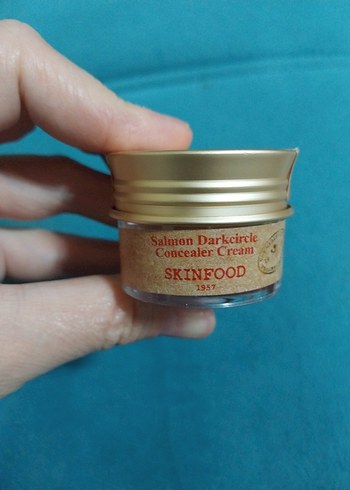 Salmon Darkcircle
Concealer Cream
SKINFOOD
1957